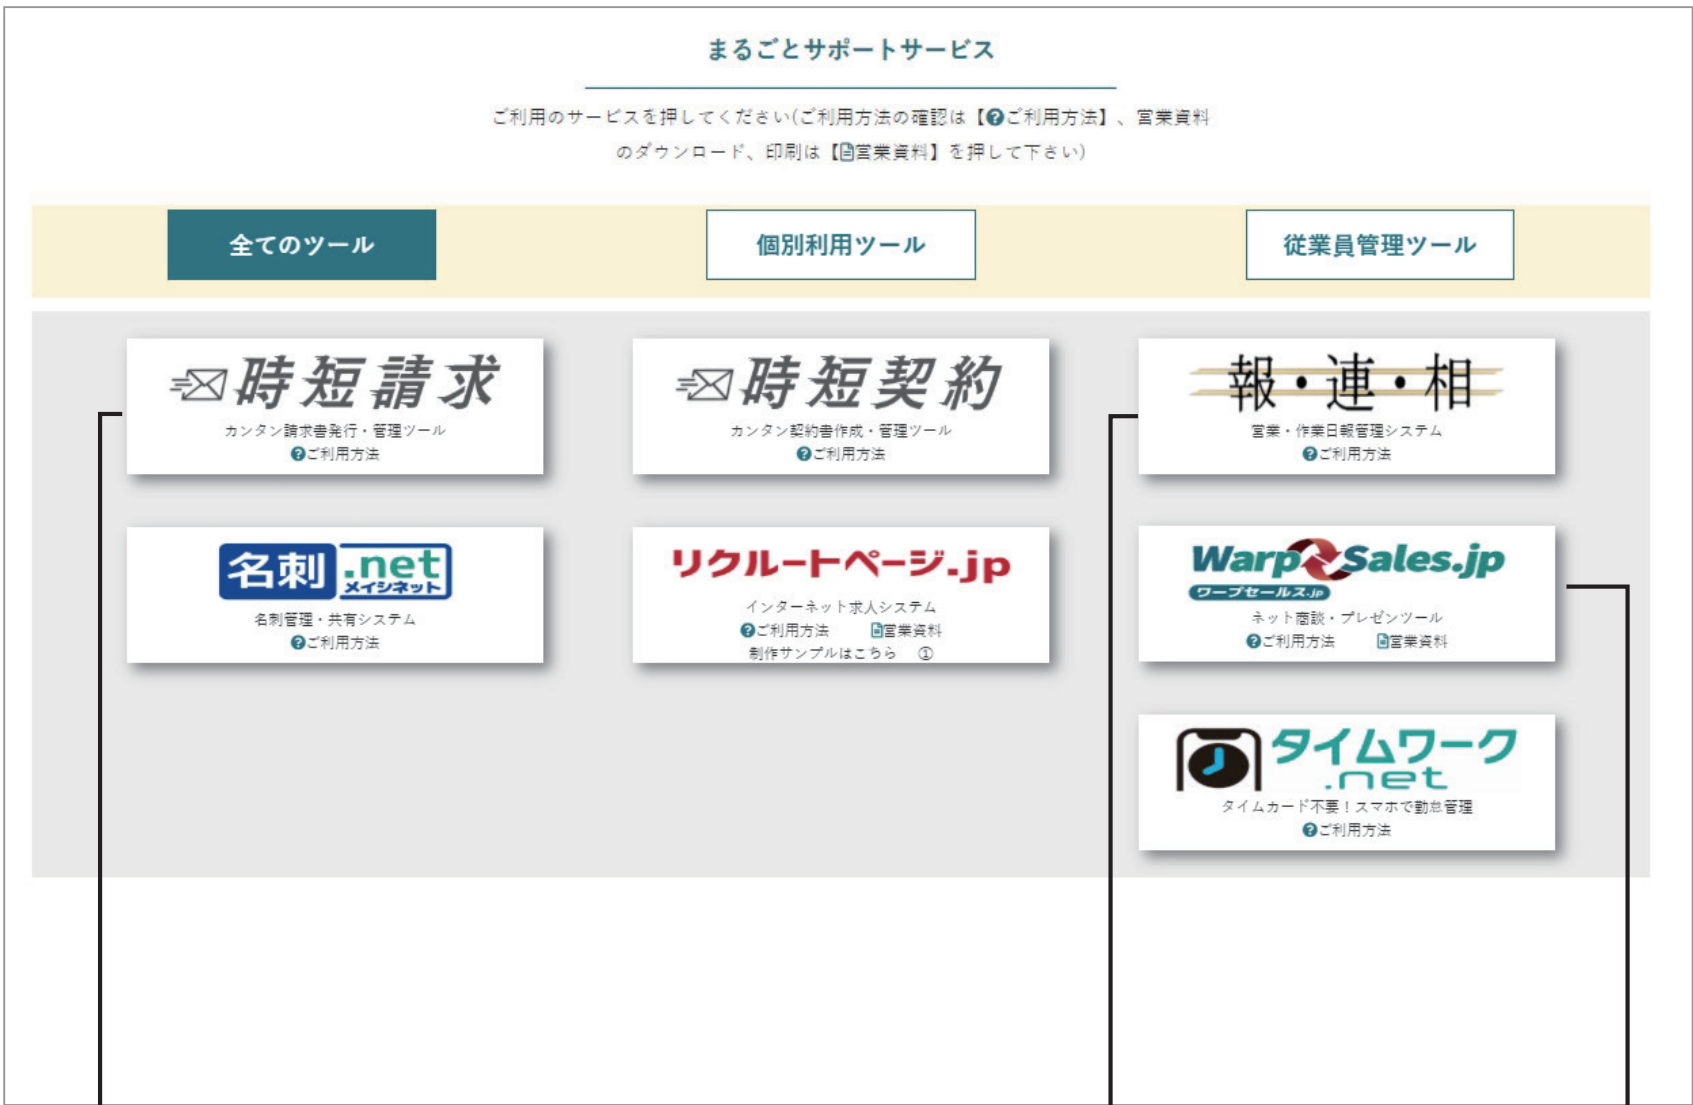 まるごとサポートサービス
ご利用のサービスを押してください(ご利用方法の確認は【?ご利用方法】、営業資料
のダウンロード、印刷は【営業資料】を押して下さい)
全てのツール
個別利用ツール
従業員管理ツール
時短請求
カンタン請求書発行・管理ツール
?ご利用方法
時短契約
カンタン契約書作成・管理ツール
?ご利用方法
報・連・相
営業・作業日報管理システム
?ご利用方法
名刺.net
メイシネット
名刺管理・共有システム
?ご利用方法
リクルートページ.jp
インターネット求人システム
?ご利用方法 営業資料
制作サンプルはこちら ①
WarpSales.jp
ワープセールス.jp
ネット商談・プレゼンツール
?ご利用方法 営業資料
タイムワーク
.net
タイムカード不要！スマホで勤怠管理
?ご利用方法